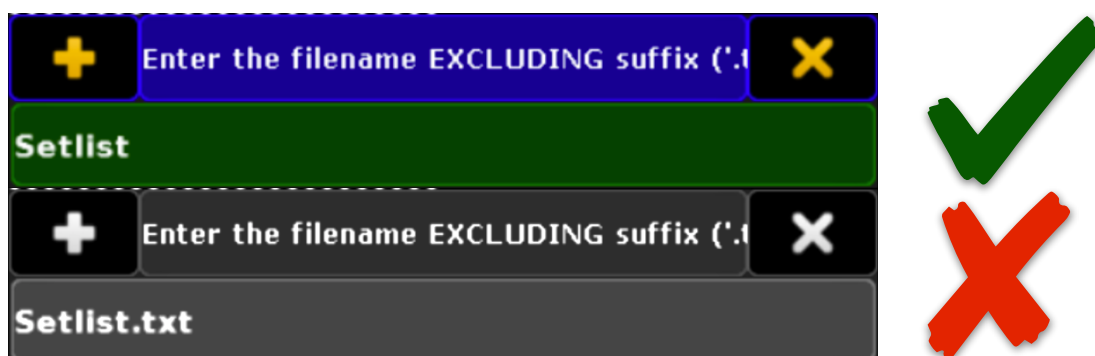 Enter the filename EXCLUDING suffix ('.t
Setlist
Enter the filename EXCLUDING suffix ('.t
Setlist.txt